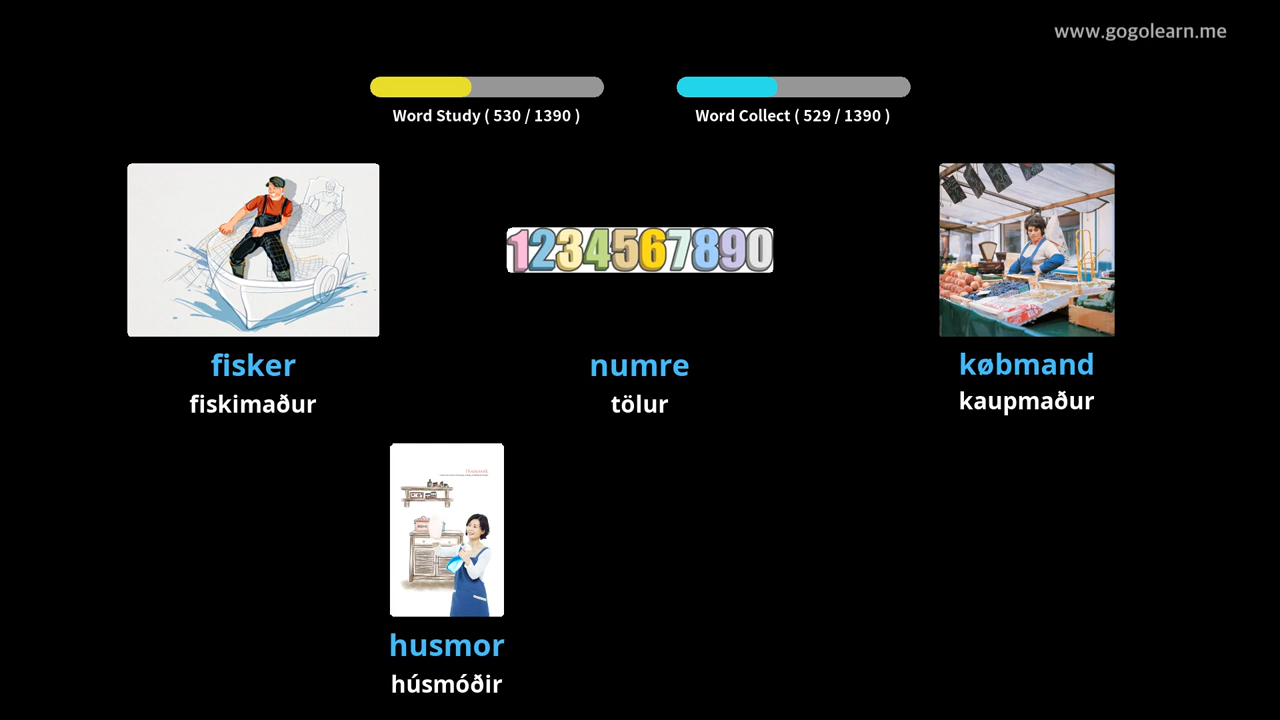 www.gogolearn.me
Word Study ( 530 / 1390 )
Word Collect ( 529 / 1390 )
1234567890
fisker
numre
købmand
fiskimaður
tölur
kaupmaður
husmor
húsmóðir